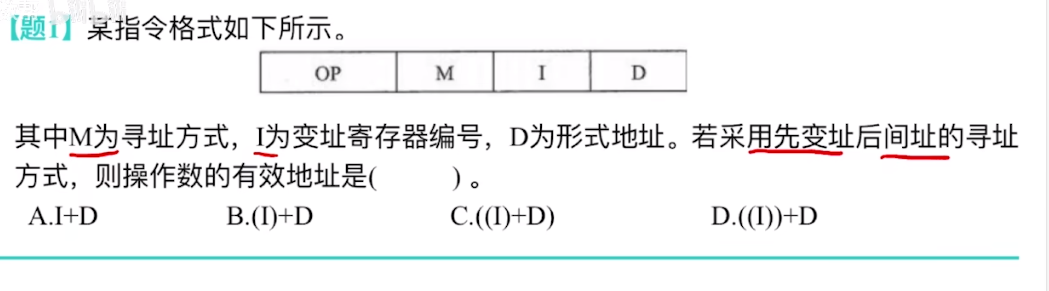 【题1】某指令格式如下所示。
OP M I D
其中M为寻址方式，I为变址寄存器编号，D为形式地址。若采用先变址后间址的寻址
方式，则操作数的有效地址是( )。
A.I+D B.(I)+D C.((I)+D) D.((I))+D